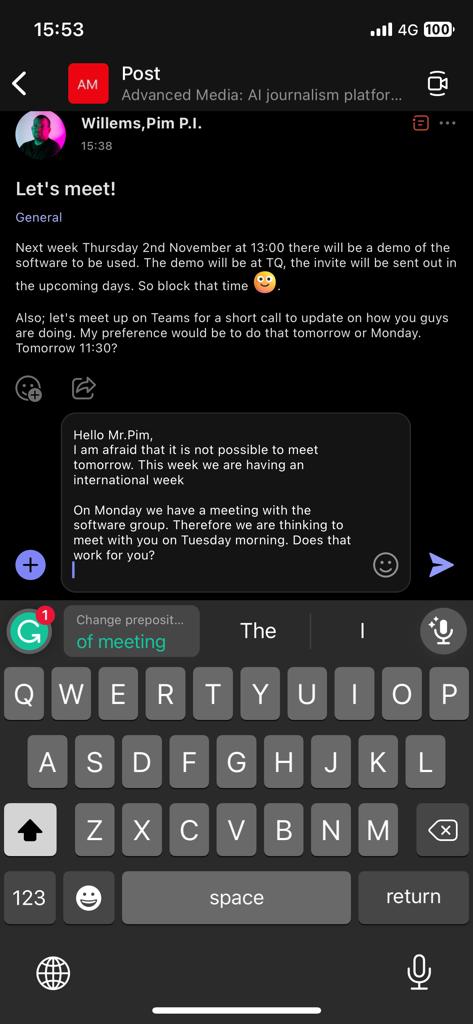 15:53
4G 100
AM
Post
Advanced Media: AI journalism platfor...
Willems,Pim P.I.
15:38
Let's meet!
General
Next week Thursday 2nd November at 13:00 there will be a demo of the
software to be used. The demo will be at TQ, the invite will be sent out in
the upcoming days. So block that time 🙂.
Also; let's meet up on Teams for a short call to update on how you guys
are doing. My preference would be to do that tomorrow or Monday.
Tomorrow 11:30?
Hello Mr.Pim,
I am afraid that it is not possible to meet
tomorrow. This week we are having an
international week
On Monday we have a meeting with the
software group. Therefore we are thinking to
meet with you on Tuesday morning. Does that
work for you?
G 1
Change preposit...
of meeting
The
I
Q W E R T Y U I O P
A S D F G H J K L
Z X C V B N M
123 space return